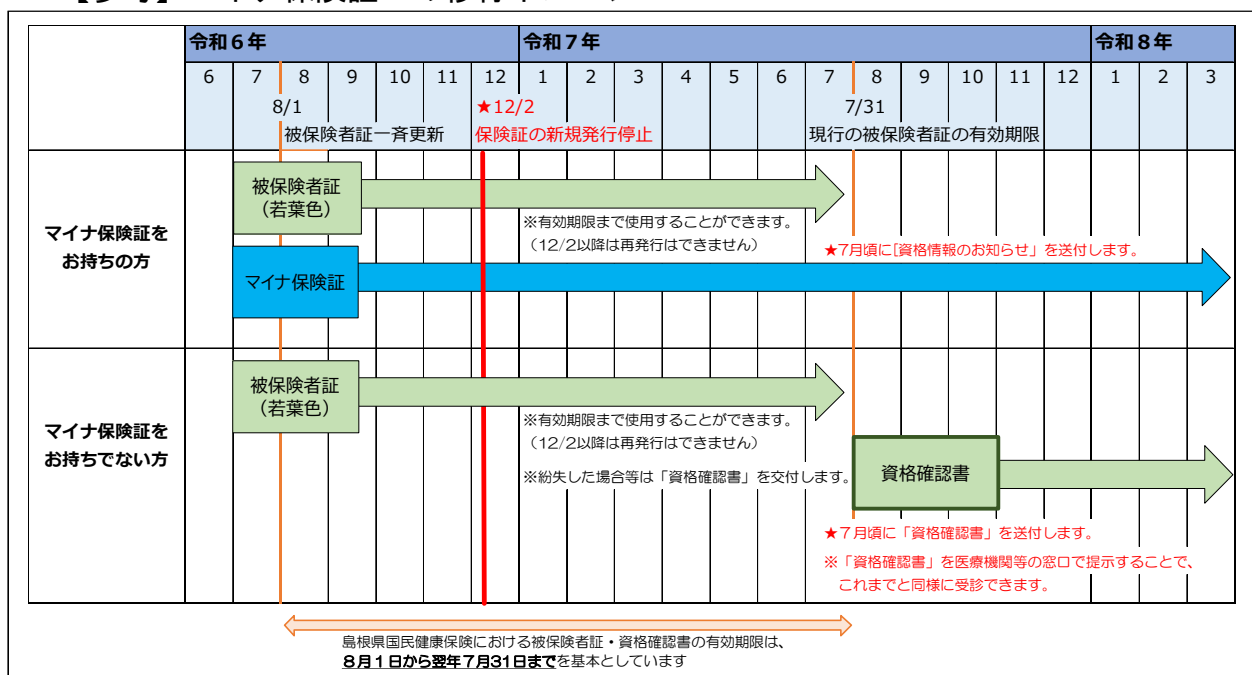 令和６年 令和７年 令和８年
6 7 8 9 10 11 12 1 2 3 4 5 6 7 8 9 10 11 12 1 2 3
8/1 ★12/2 7/31
被保険者証一斉更新 保険証の新規発行停止 現行の被保険者証の有効期限
マイナ保険証を
お持ちの方
被保険者証
（若葉色）
※有効期限まで使用することができます。
（12/2以降は再発行はできません）
★7月頃に[資格情報のお知らせ」を送付します。
マイナ保険証
マイナ保険証を
お持ちでない方
被保険者証
（若葉色）
※有効期限まで使用することができます。
（12/2以降は再発行はできません）
※紛失した場合等は「資格確認書」を交付します。
資格確認書
★７月頃に「資格確認書」を送付します。
※「資格確認書」を医療機関等の窓口で提示することで、
これまでと同様に受診できます。
島根県国民健康保険における被保険者証・資格確認書の有効期限は、
８月１日から翌年７月31日までを基本としています